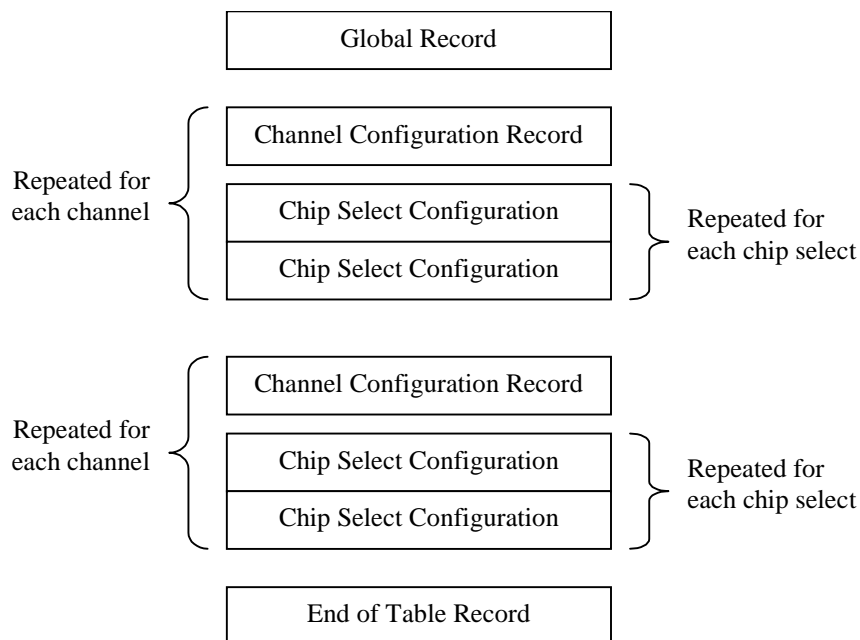 Global Record
Channel Configuration Record
Repeated for
each channel
Chip Select Configuration
Chip Select Configuration
Repeated for
each chip select
Channel Configuration Record
Repeated for
each channel
Chip Select Configuration
Chip Select Configuration
Repeated for
each chip select
End of Table Record